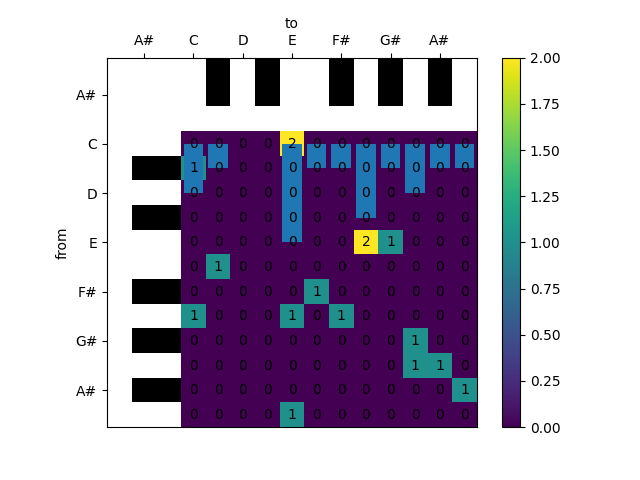 to
A# C D E F# G# A#
A#
C 0 0 0 0 2 0 0 0 0 0 0 0
1 0 0 0 0 0 0 0 0 0 0 0
D 0 0 0 0 0 0 0 0 0 0 0 0
0 0 0 0 0 0 0 0 0 0 0 0
E 0 0 0 0 0 0 0 2 1 0 0 0
0 1 0 0 0 0 0 0 0 0 0 0
F# 0 0 0 0 0 1 0 0 0 0 0 0
1 0 0 0 1 0 1 0 0 0 0 0
G# 0 0 0 0 0 0 0 0 0 1 0 0
0 0 0 0 0 0 0 0 0 1 1 0
A# 0 0 0 0 0 0 0 0 0 0 0 1
0 0 0 0 1 0 0 0 0 0 0 0
from
2.00
1.75
1.50
1.25
1.00
0.75
0.50
0.25
0.00